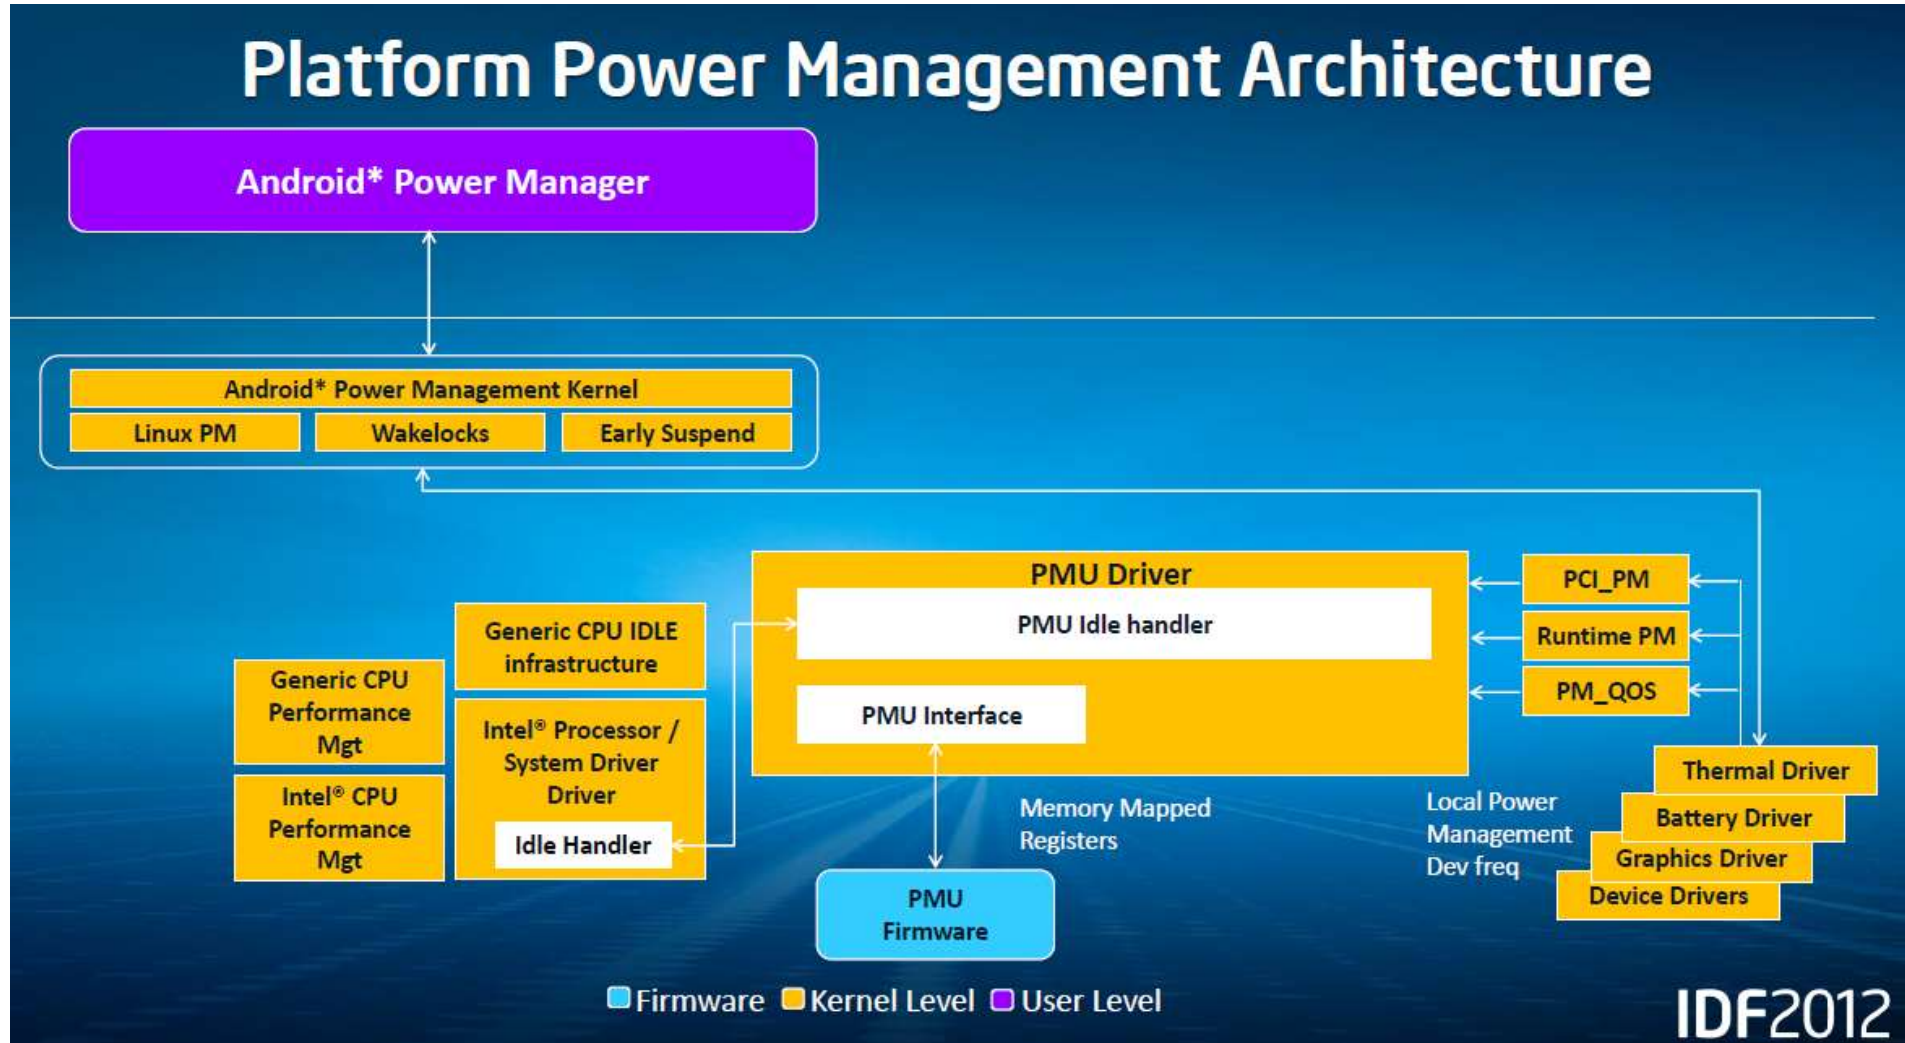 Platform Power Management Architecture
Android* Power Manager
Android* Power Management Kernel
Linux PM
Wakelocks
Early Suspend
PMU Driver
PMU Idle handler
PMU Interface
PCI_PM
Runtime PM
PM_QOS
Generic CPU IDLE
infrastructure
Generic CPU
Performance
Mgt
Intel® Processor /
System Driver
Driver
Idle Handler
Intel® CPU
Performance
Mgt
Memory Mapped
Registers
Local Power
Management
Dev freq
Thermal Driver
Battery Driver
Graphics Driver
Device Drivers
PMU
Firmware
Firmware
Kernel Level
User Level
IDF2012